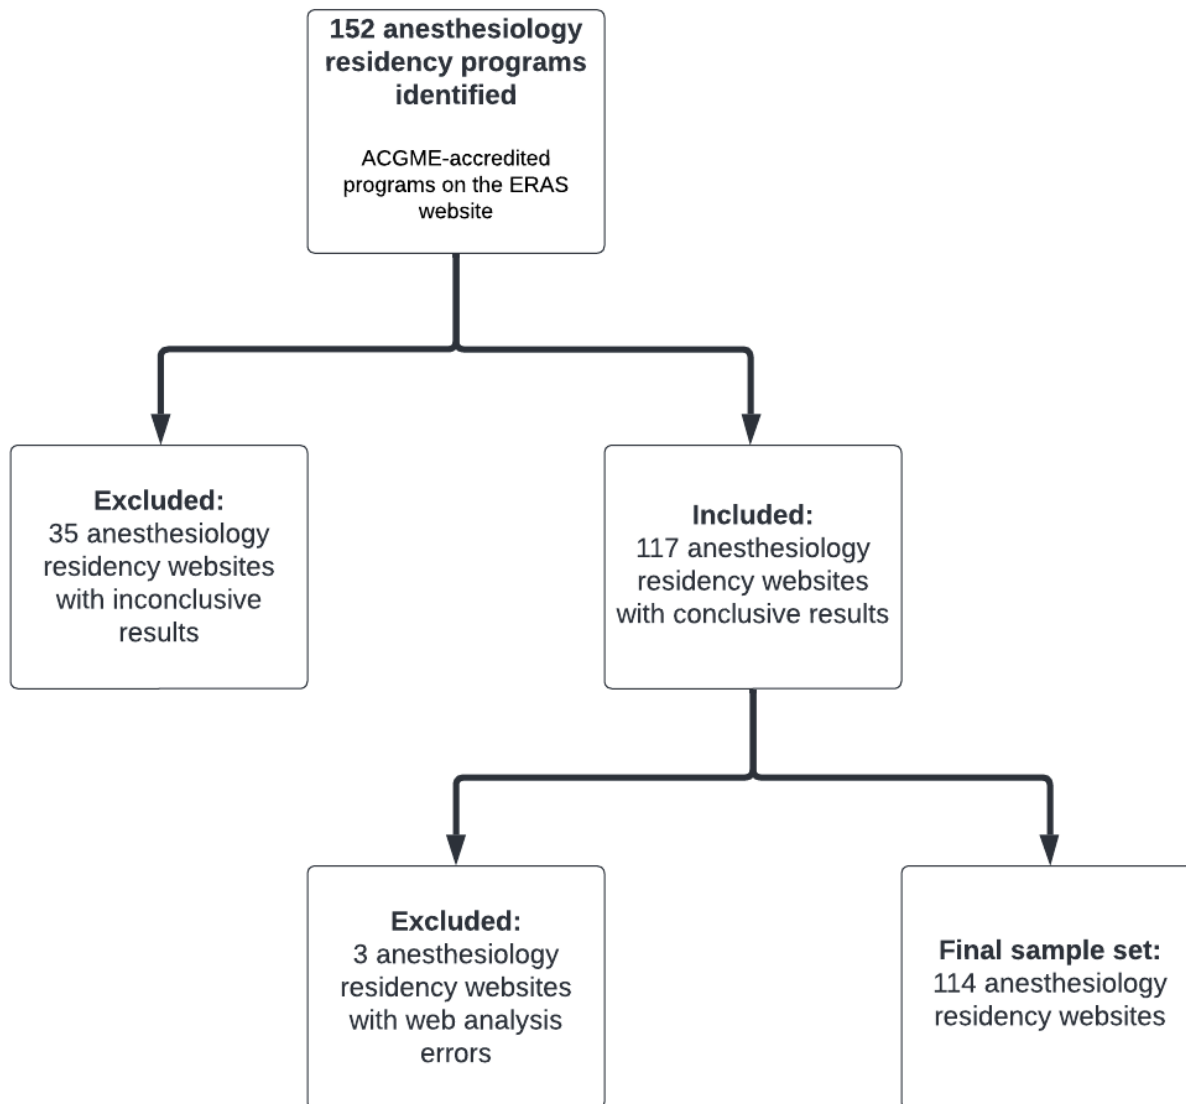 152 anesthesiology
residency programs
identified
ACGME-accredited
programs on the ERAS
website
Excluded:
35 anesthesiology
residency websites
with inconclusive
results
Included:
117 anesthesiology
residency websites
with conclusive results
Excluded:
3 anesthesiology
residency websites
with web analysis
errors
Final sample set:
114 anesthesiology
residency websites